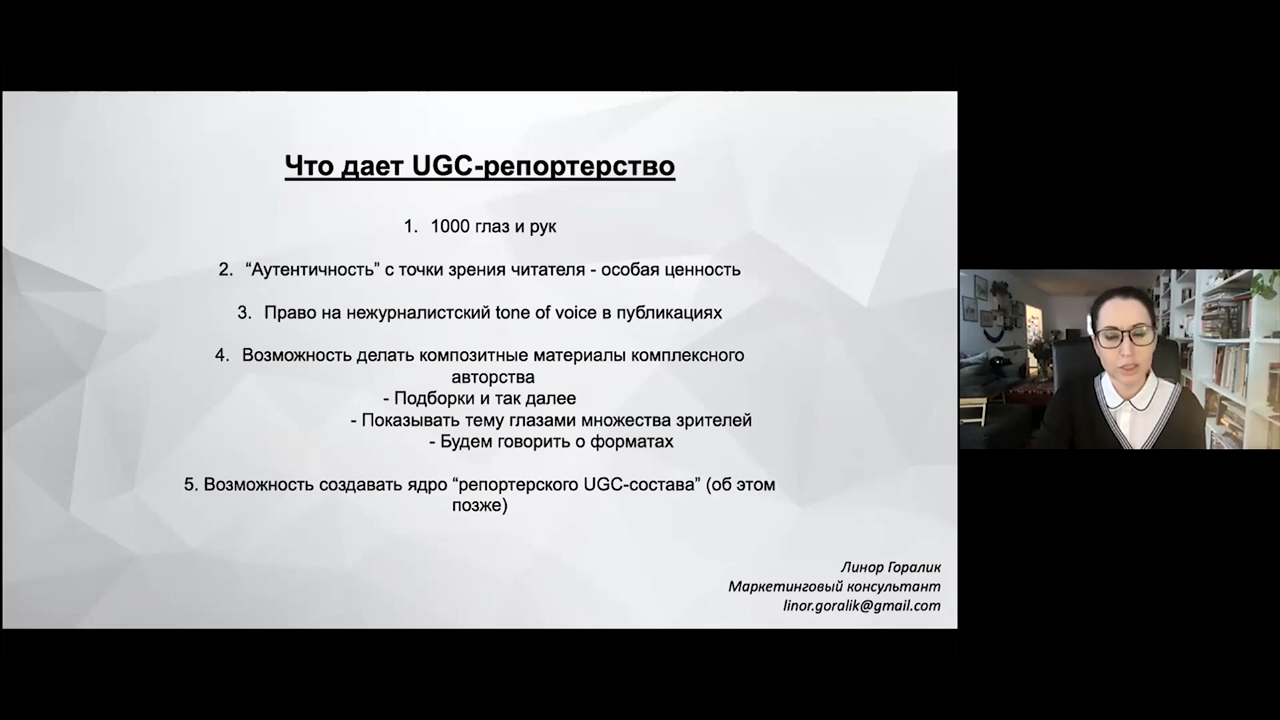 Что дает UGC-репортерство
1. 1000 глаз и рук
2. “Аутентичность” с точки зрения читателя - особая ценность
3. Право на нежурналистский tone of voice в публикациях
4. Возможность делать композитные материалы комплексного
авторства
- Подборки и так далее
- Показывать тему глазами множества зрителей
- Будем говорить о форматах
5. Возможность создавать ядро “репортерского UGC-состава” (об этом
позже)
Линор Горалик
Маркетинговый консультант
linor.goralik@gmail.com